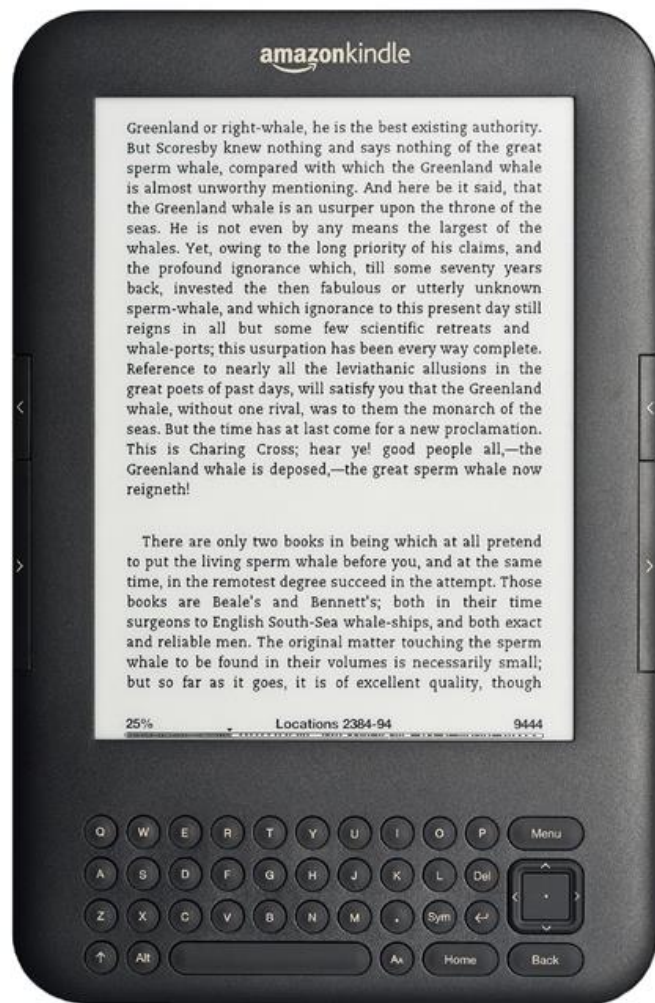 amazonkindle
Greenland or right-whale, he is the best existing authority.
But Scoresby knew nothing and says nothing of the great
sperm whale, compared with which the Greenland whale
is almost unworthy mentioning. And here be it said, that
the Greenland whale is an usurper upon the throne of the
seas. He is not even by any means the largest of the
whales. Yet, owing to the long priority of his claims, and
the profound ignorance which, till some seventy years
back, invested the then fabulous or utterly unknown
sperm-whale, and which ignorance to this present day still
reigns in all but some few scientific retreats and
whale-ports; this usurpation has been every way complete.
Reference to nearly all the leviathanic allusions in the
great poets of past days, will satisfy you that the Greenland
whale, without one rival, was to them the monarch of the
seas. But the time has at last come for a new proclamation.
This is Charing Cross; hear ye! good people all,—the
Greenland whale is deposed,—the great sperm whale now
reigneth!
There are only two books in being which at all pretend
to put the living sperm whale before you, and at the same
time, in the remotest degree succeed in the attempt. Those
books are Beale's and Bennett's; both in their time
surgeons to English South-Sea whale-ships, and both exact
and reliable men. The original matter touching the sperm
whale to be found in their volumes is necessarily small;
but so far as it goes, it is of excellent quality, though
25% Locations 2384-94 9444
Q W E R T Y U I O P Menu
A S D F G H J K L Del
Z X C V B N M . Sym
Alt Aa Home Back